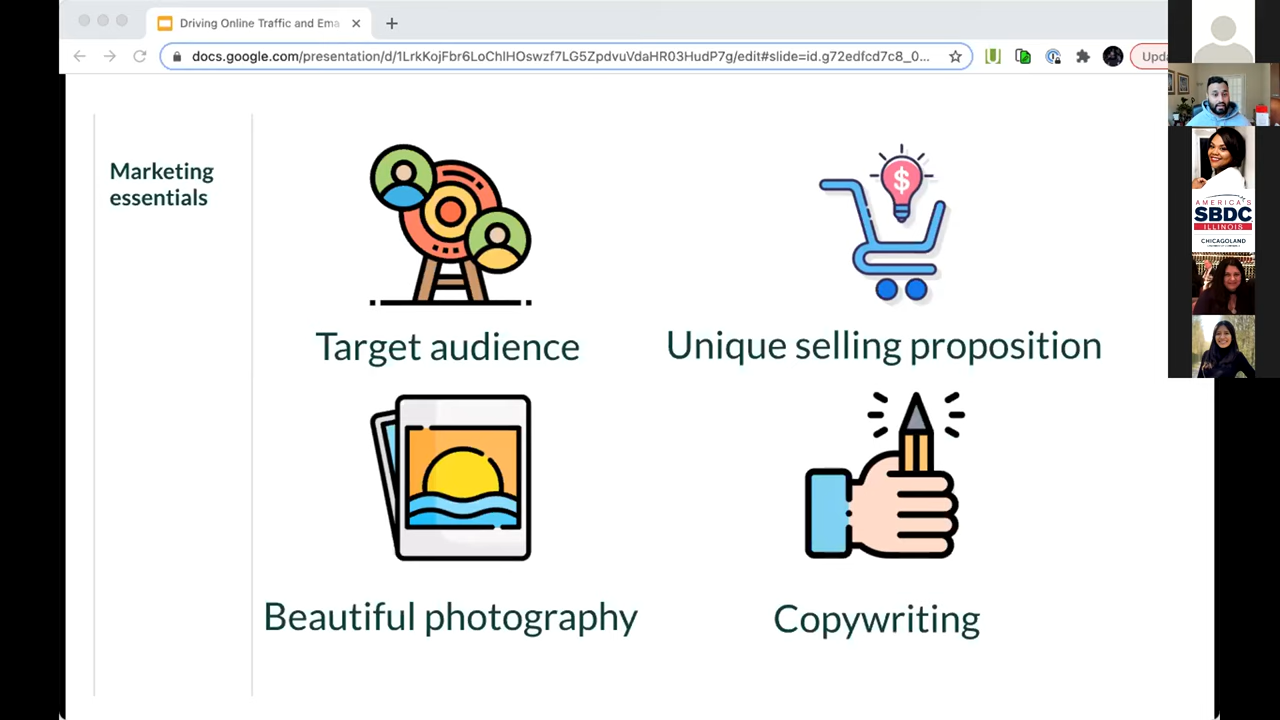 Driving Online Traffic and Ema
docs.google.com/presentation/d/1LrkKojFbr6LoChlHOswzf7LG5ZpdvuVdaHR03HudP7g/edit#slide=id.g72edfcd7c8_0...
Upda
Marketing
essentials
$
Target audience
Unique selling proposition
Beautiful photography
Copywriting
AMERICA'S
SBDC
ILLINOIS
CHICAGOLAND